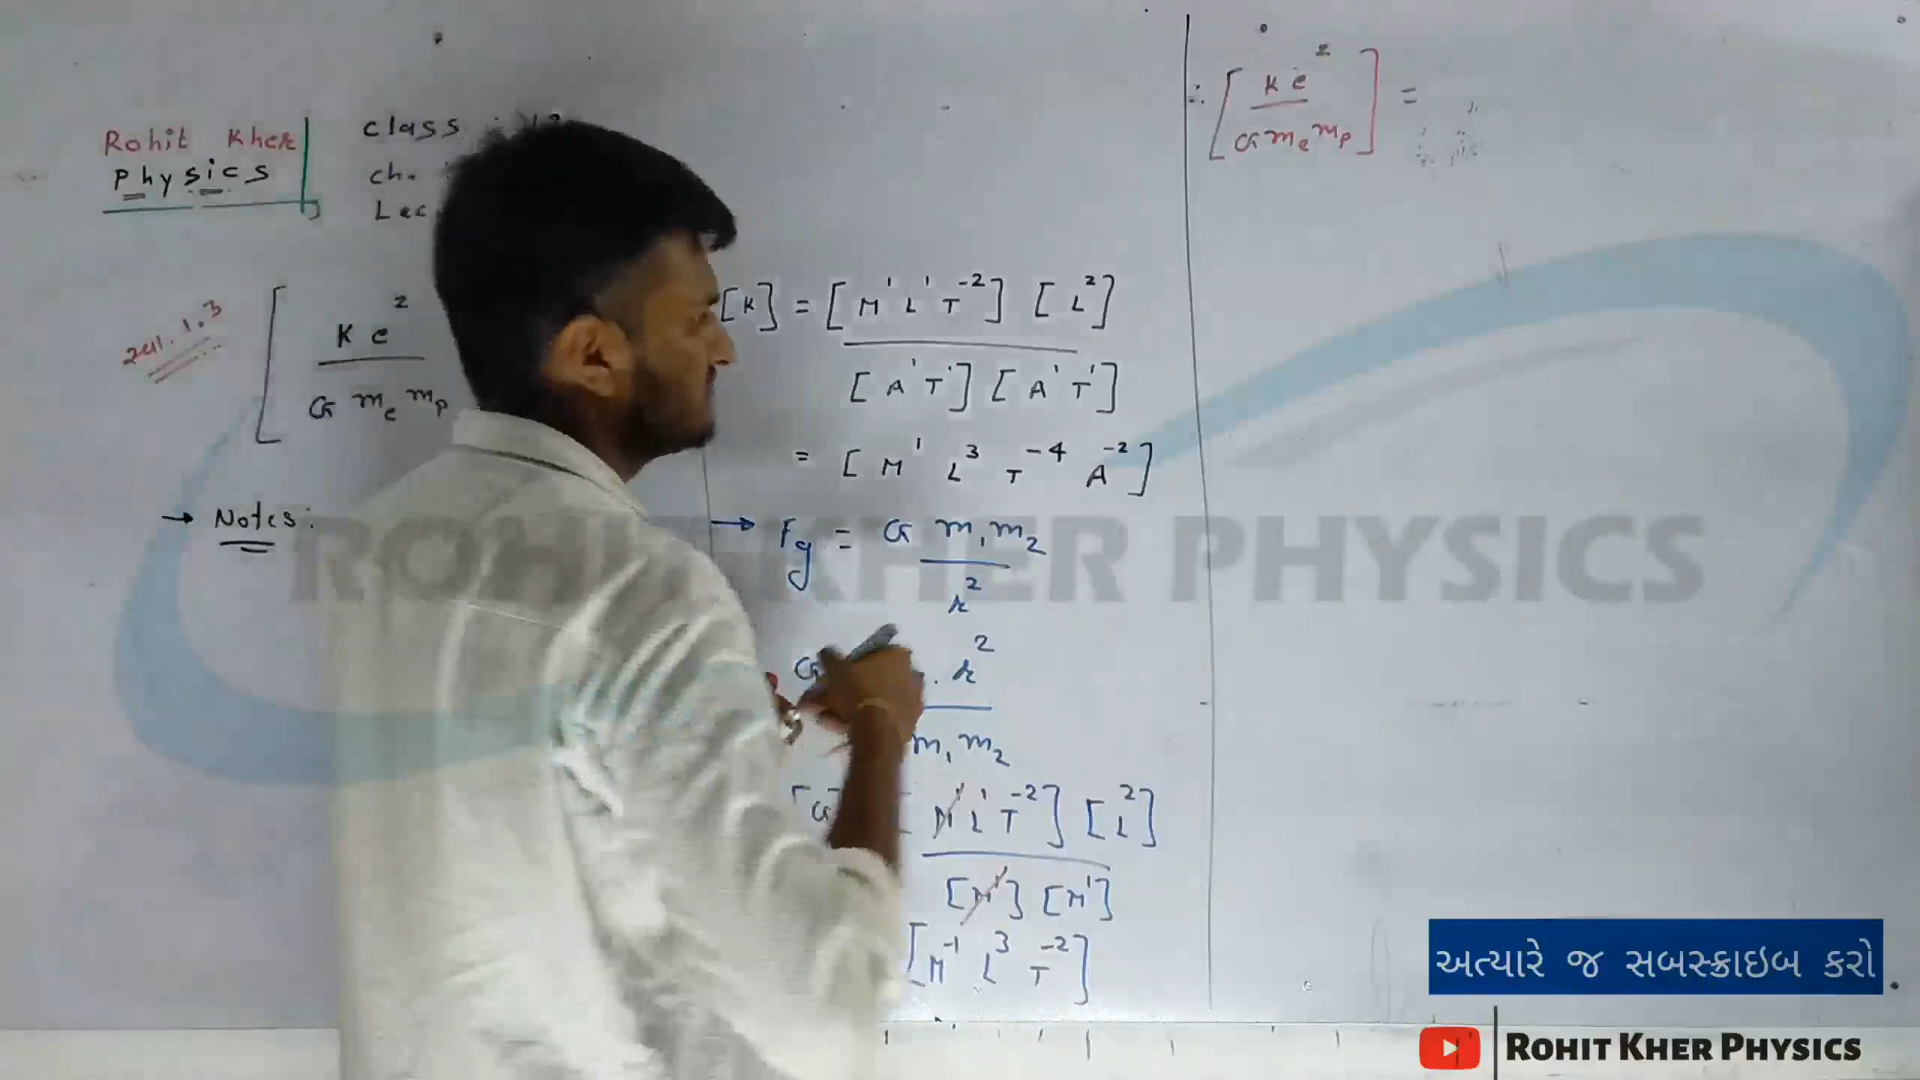 Rohit Kher
Physics
class
ch.
Lec
સ્વા. 1.3
[ K e²
G mₑ mₚ
→ Notes:
[K] = [M¹ L¹ T⁻²] [L²]
[A¹ T¹] [A¹ T¹]
= [M¹ L³ T⁻⁴ A⁻²]
→ Fg = G m₁m₂
r²
G . r²
m₁ m₂
[G] [M¹ L¹ T⁻²] [L²]
[M¹] [M¹]
[M⁻¹ L³ T⁻²]
∴ [K e²
G mₑ mₚ] =
ROHIT KHER PHYSICS
અત્યારે જ સબસ્ક્રાઇબ કરો
ROHIT KHER PHYSICS